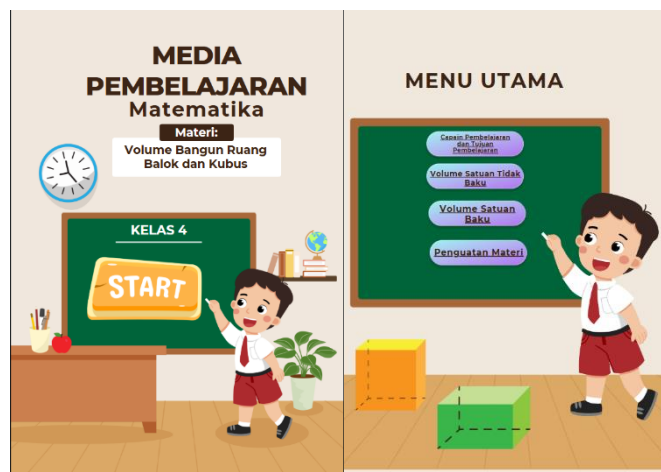 MEDIA
PEMBELAJARAN
Matematika
Materi:
Volume Bangun Ruang
Balok dan Kubus
KELAS 4
START
MENU UTAMA
Capain Pembelajaran
dan Tujuan
Pembelajaran
Volume Satuan Tidak
Baku
Volume Satuan
Baku
Penguatan Materi